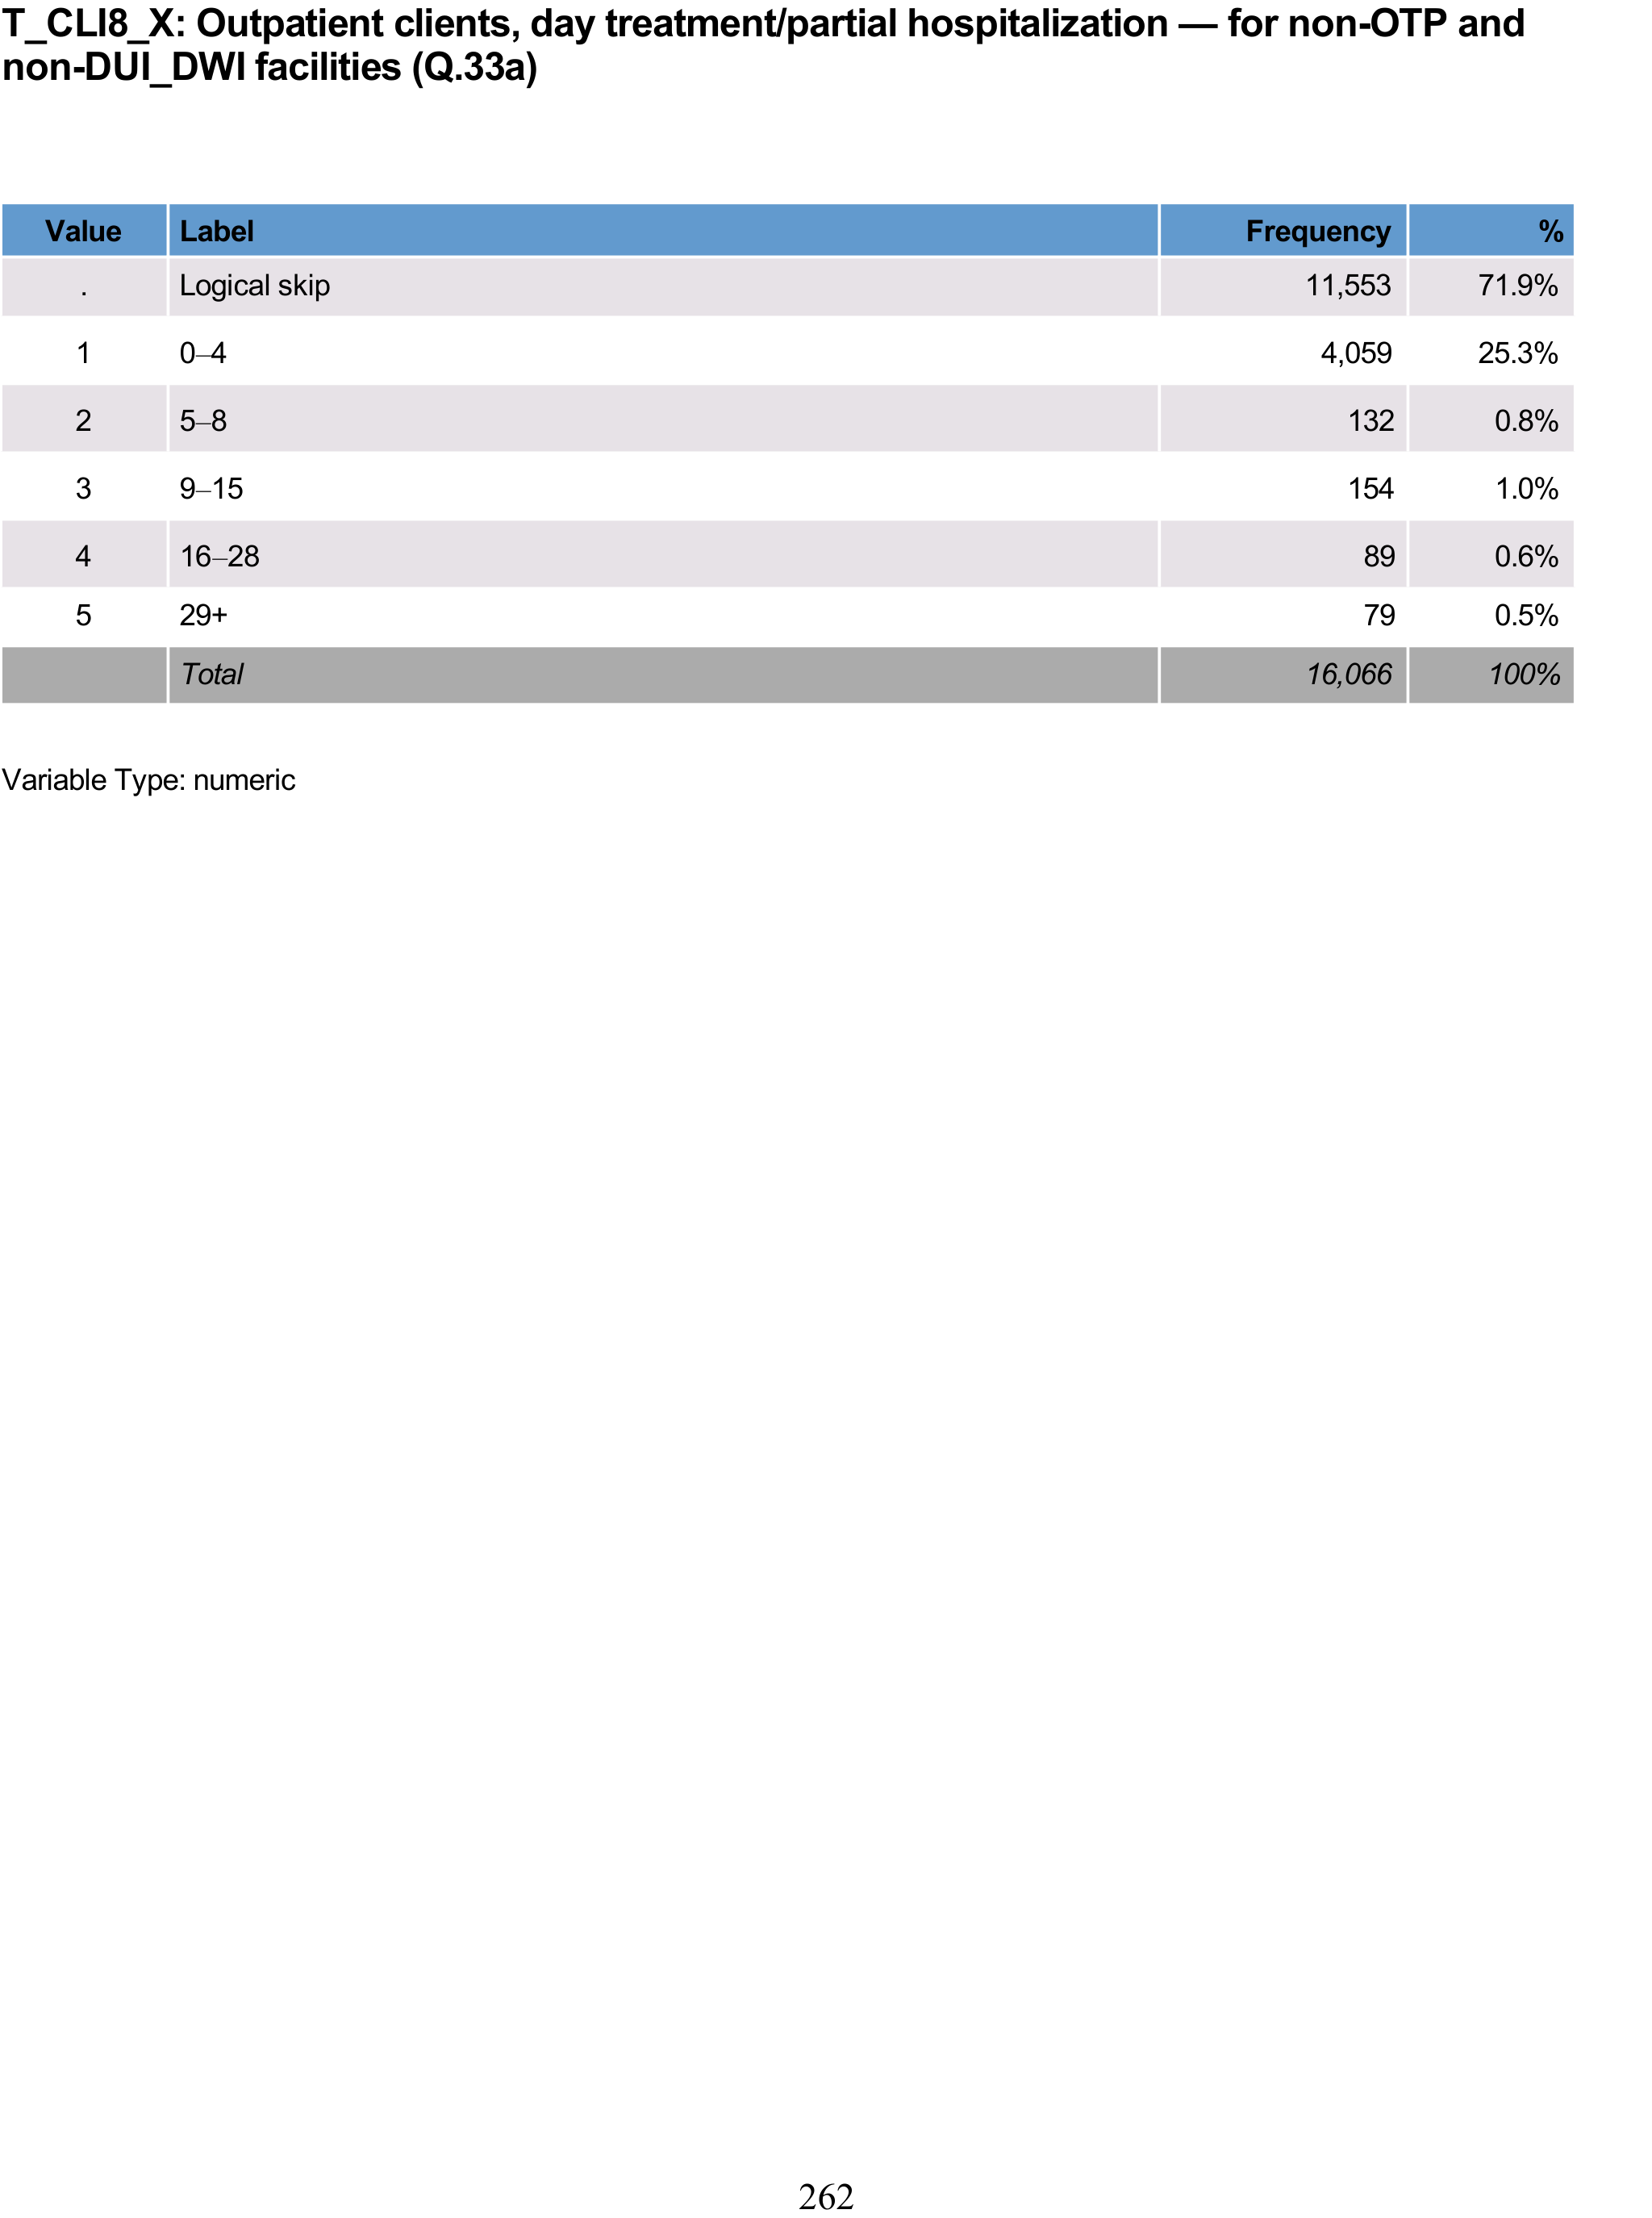 T_CLI8_X: Outpatient clients, day treatment/partial hospitalization — for non-OTP and
non-DUI_DWI facilities (Q.33a)
Value Label Frequency %
. Logical skip 11,553 71.9%
1 0–4 4,059 25.3%
2 5–8 132 0.8%
3 9–15 154 1.0%
4 16–28 89 0.6%
5 29+ 79 0.5%
Total 16,066 100%
Variable Type: numeric
262